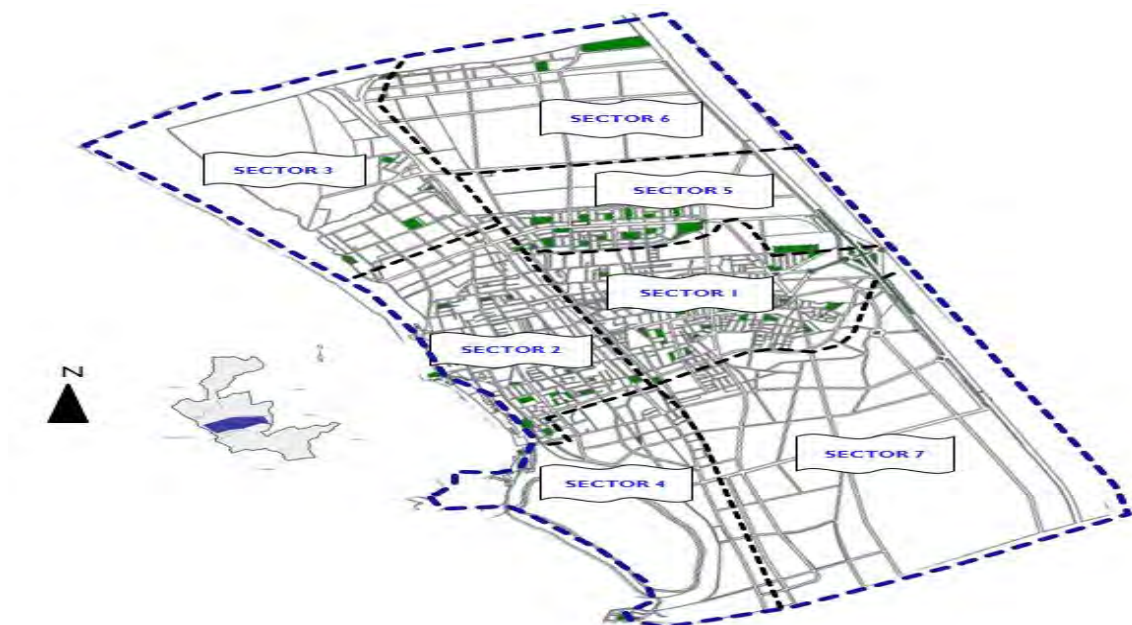 SECTOR 6
SECTOR 3
SECTOR 5
SECTOR 1
SECTOR 2
N
SECTOR 7
SECTOR 4